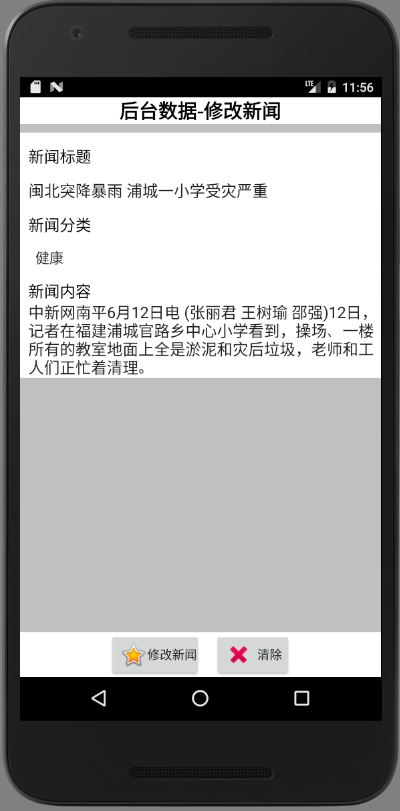 LTE 11:56
后台数据-修改新闻
新闻标题
闽北突降暴雨 浦城一小学受灾严重
新闻分类
健康
新闻内容
中新网南平6月12日电 (张丽君 王树瑜 邵强)12日，
记者在福建浦城官路乡中心小学看到，操场、一楼
所有的教室地面上全是淤泥和灾后垃圾，老师和工
人们正忙着清理。
修改新闻 清除